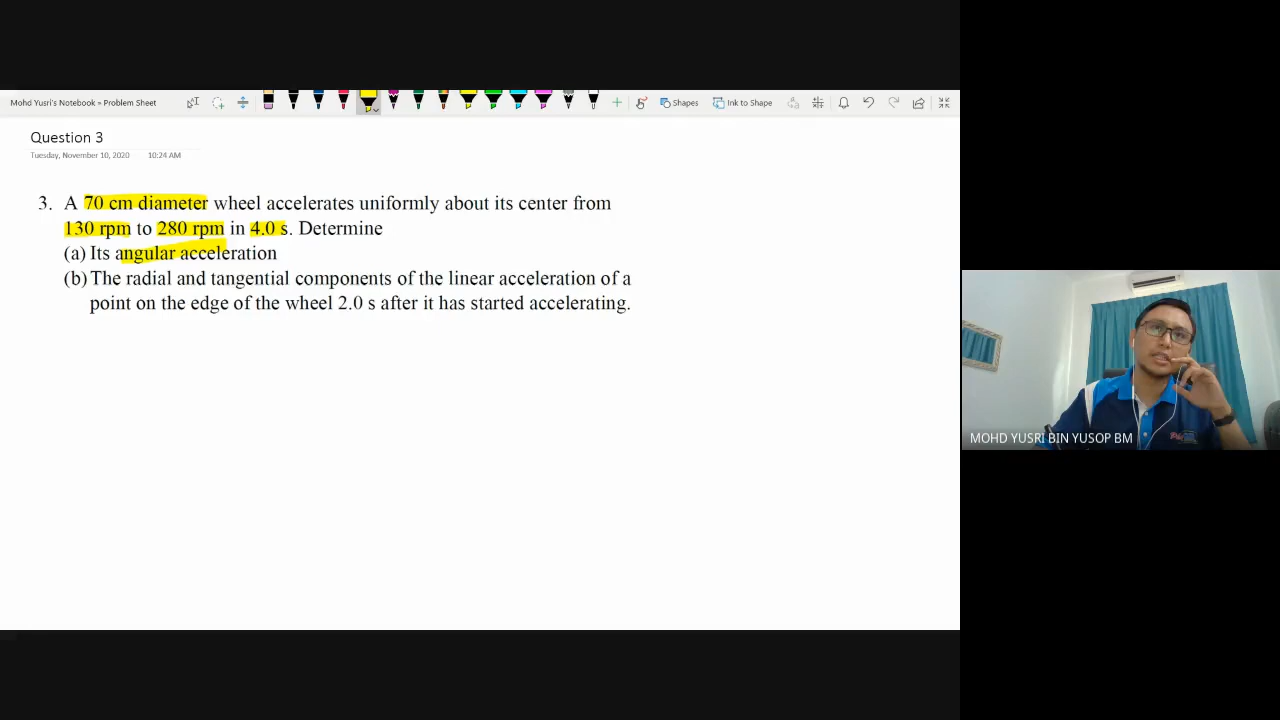 Mohd Yusri's Notebook » Problem Sheet
Shapes
Ink to Shape
Question 3
Tuesday, November 10, 2020 10:24 AM
3. A 70 cm diameter wheel accelerates uniformly about its center from
130 rpm to 280 rpm in 4.0 s. Determine
(a) Its angular acceleration
(b) The radial and tangential components of the linear acceleration of a
point on the edge of the wheel 2.0 s after it has started accelerating.
MOHD YUSRI BIN YUSOP BM